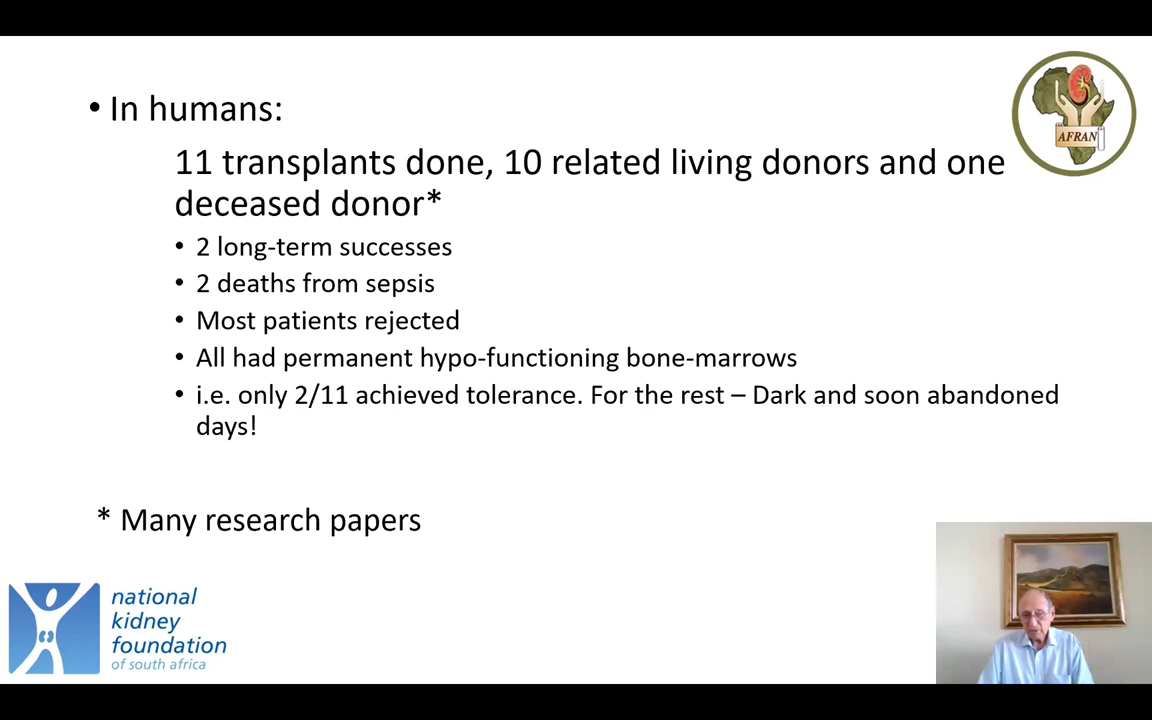 • In humans:
11 transplants done, 10 related living donors and one
deceased donor*
• 2 long-term successes
• 2 deaths from sepsis
• Most patients rejected
• All had permanent hypo-functioning bone-marrows
• i.e. only 2/11 achieved tolerance. For the rest – Dark and soon abandoned
days!
* Many research papers
AFRAN
national
kidney
foundation
of south africa